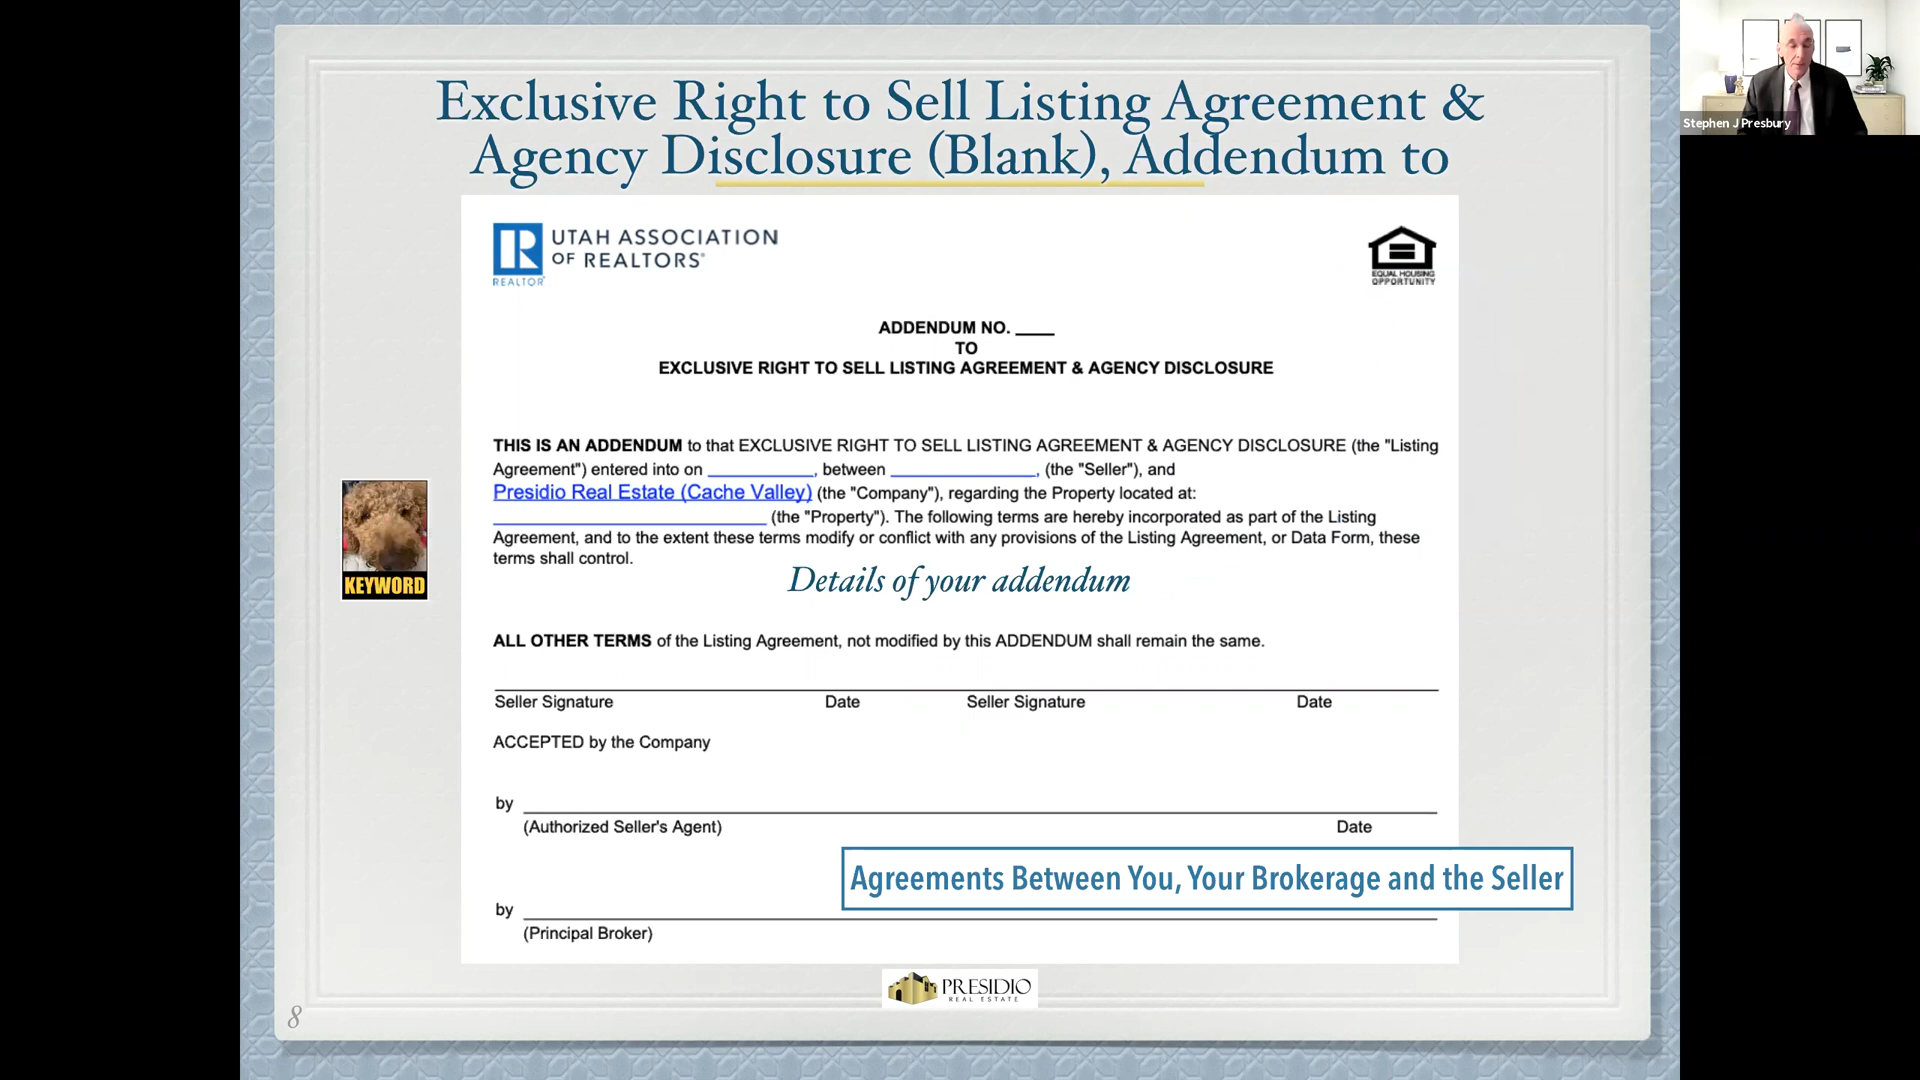 Exclusive Right to Sell Listing Agreement &
Agency Disclosure (Blank), Addendum to
Stephen J Presbury
UTAH ASSOCIATION
OF REALTORS®
REALTOR®
EQUAL HOUSING
OPPORTUNITY
ADDENDUM NO. ____
TO
EXCLUSIVE RIGHT TO SELL LISTING AGREEMENT & AGENCY DISCLOSURE
THIS IS AN ADDENDUM to that EXCLUSIVE RIGHT TO SELL LISTING AGREEMENT & AGENCY DISCLOSURE (the "Listing
Agreement") entered into on ____________, between ________________, (the "Seller"), and
Presidio Real Estate (Cache Valley) (the "Company"), regarding the Property located at:
______________________________ (the "Property"). The following terms are hereby incorporated as part of the Listing
Agreement, and to the extent these terms modify or conflict with any provisions of the Listing Agreement, or Data Form, these
terms shall control.
KEYWORD
Details of your addendum
ALL OTHER TERMS of the Listing Agreement, not modified by this ADDENDUM shall remain the same.
Seller Signature Date Seller Signature Date
ACCEPTED by the Company
by
(Authorized Seller's Agent) Date
Agreements Between You, Your Brokerage and the Seller
by
(Principal Broker)
PRESIDIO
REAL ESTATE
8